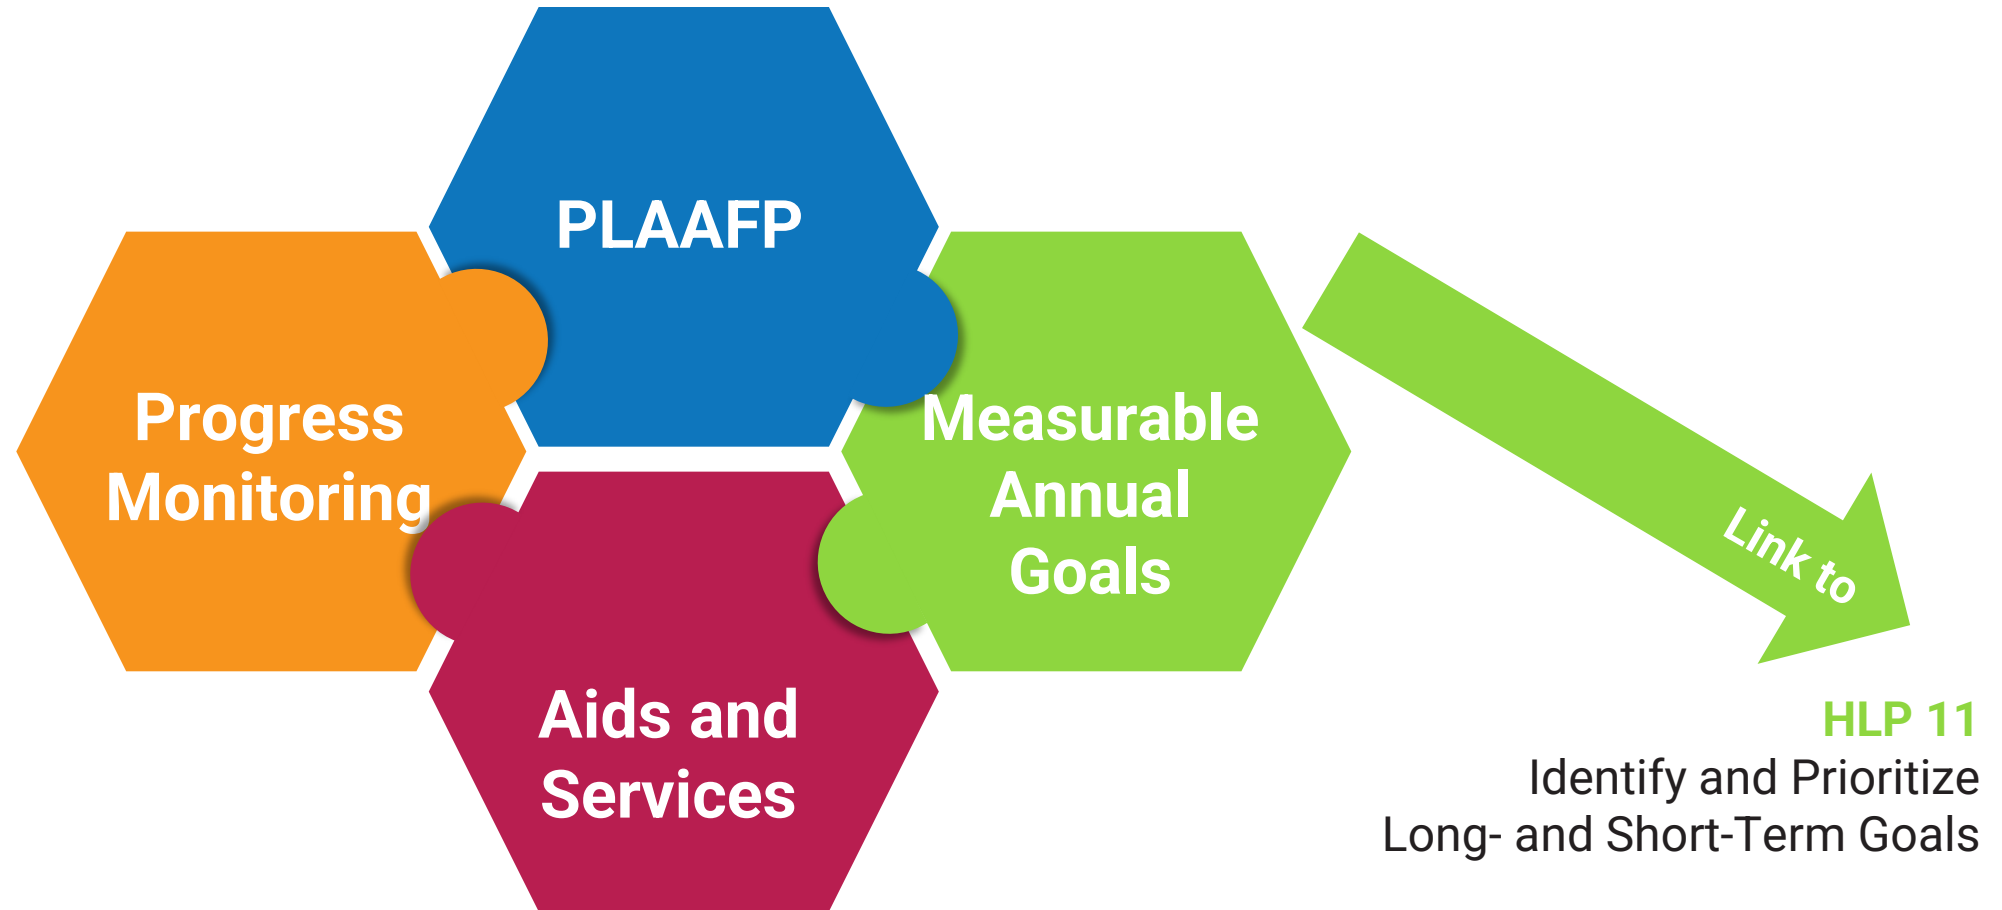 PLAAFP
Progress
Monitoring
Measurable
Annual
Goals
Aids and
Services
Link to
HLP 11
Identify and Prioritize
Long- and Short-Term Goals